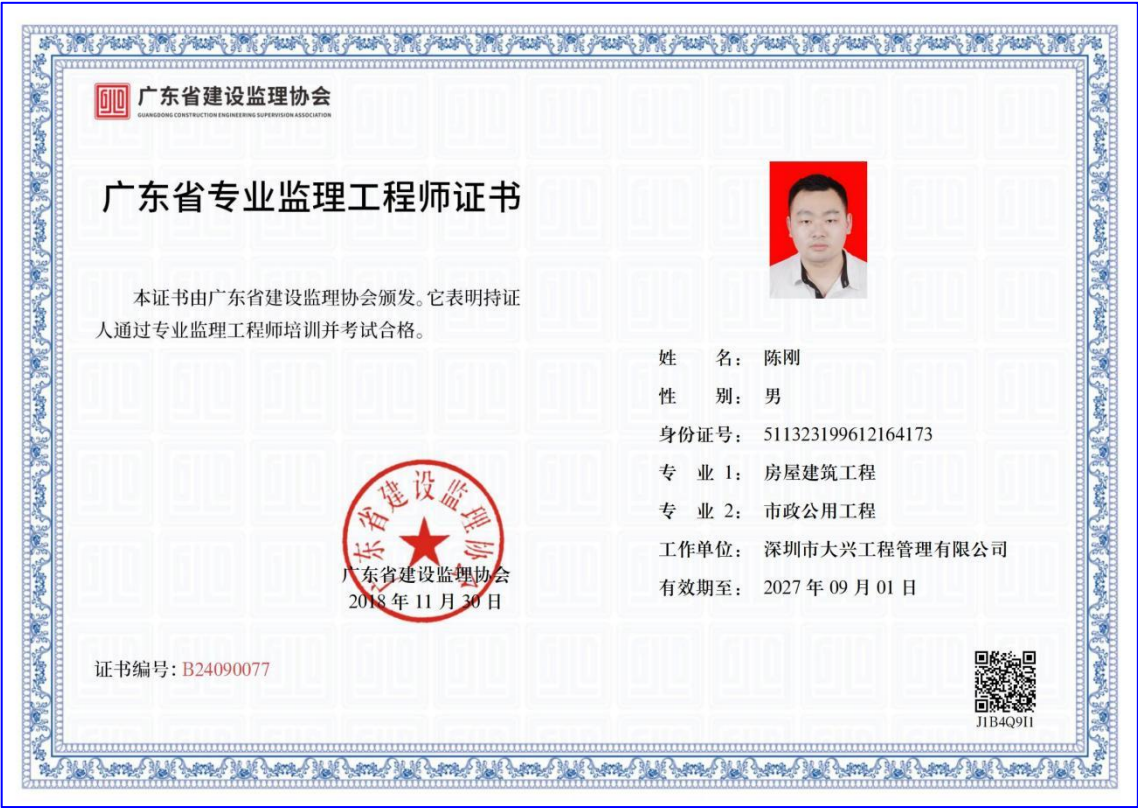 广东省建设监理协会
GUANGDONG CONSTRUCTION ENGINEERING SUPERVISION ASSOCIATION
广东省专业监理工程师证书
本证书由广东省建设监理协会颁发。它表明持证
人通过专业监理工程师培训并考试合格。
姓 名： 陈刚
性 别： 男
身份证号： 511323199612164173
专 业 1： 房屋建筑工程
专 业 2： 市政公用工程
工作单位： 深圳市大兴工程管理有限公司
有效期至： 2027 年 09 月 01 日
广东省建设监理协会
广东省建设监理协会
2018 年 11 月 30 日
证书编号：B24090077
J1B4Q9I1